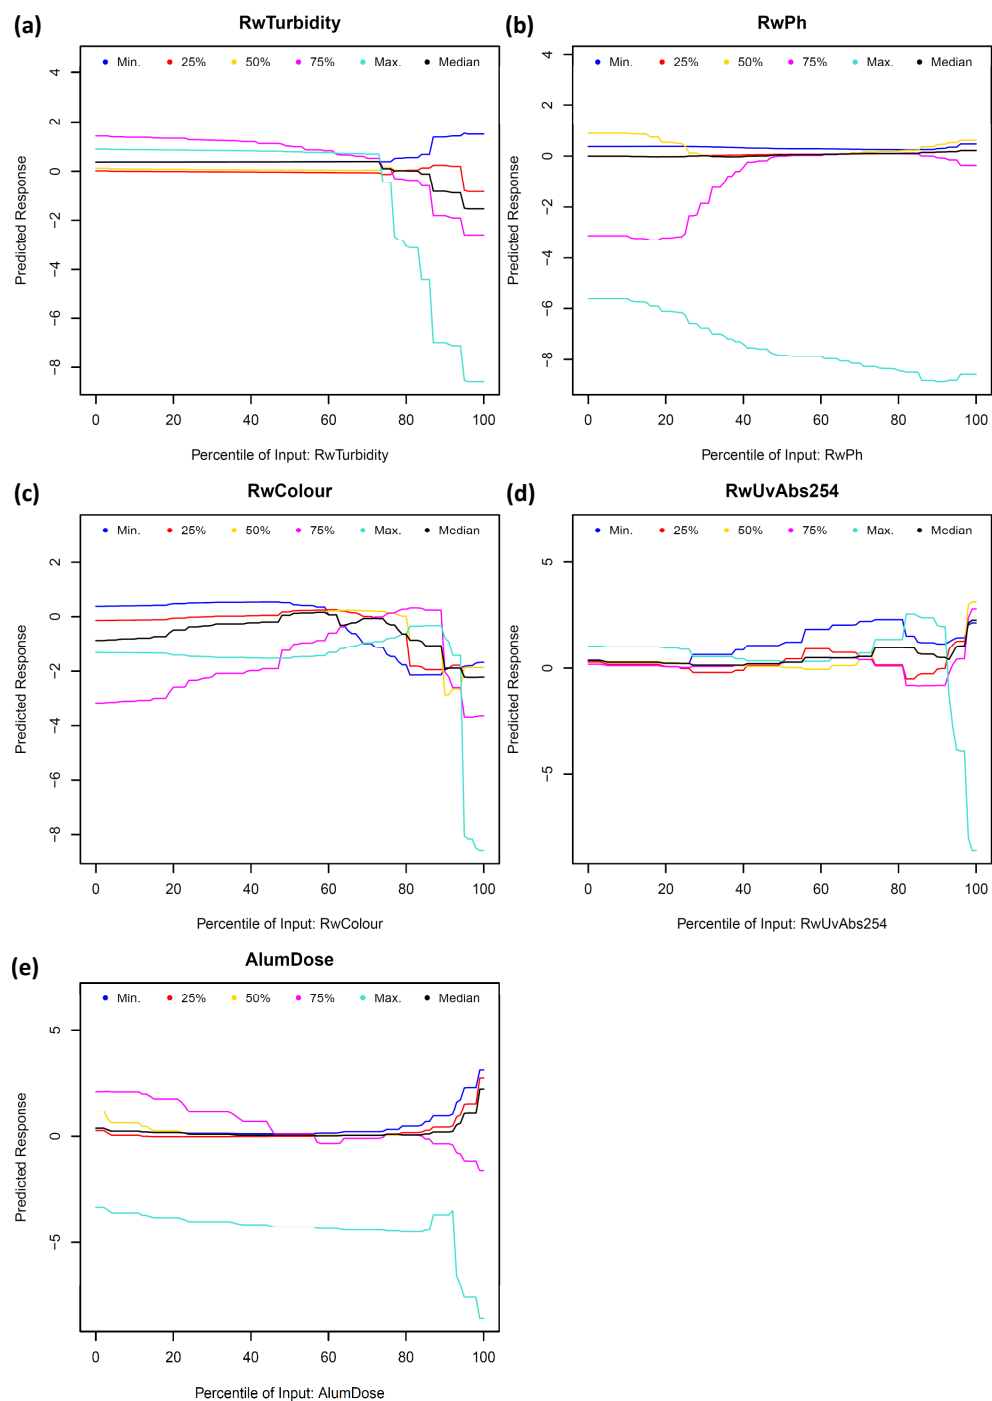 (a) RwTurbidity
Min. 25% 50% 75% Max. Median
Predicted Response
4
2
0
−2
−4
−6
−8
0 20 40 60 80 100
Percentile of Input: RwTurbidity
(b) RwPh
Min. 25% 50% 75% Max. Median
Predicted Response
4
2
0
−2
−4
−6
−8
0 20 40 60 80 100
Percentile of Input: RwPh
(c) RwColour
Min. 25% 50% 75% Max. Median
Predicted Response
2
0
−2
−4
−6
−8
0 20 40 60 80 100
Percentile of Input: RwColour
(d) RwUvAbs254
Min. 25% 50% 75% Max. Median
Predicted Response
5
0
−5
0 20 40 60 80 100
Percentile of Input: RwUvAbs254
(e) AlumDose
Min. 25% 50% 75% Max. Median
Predicted Response
5
0
−5
0 20 40 60 80 100
Percentile of Input: AlumDose